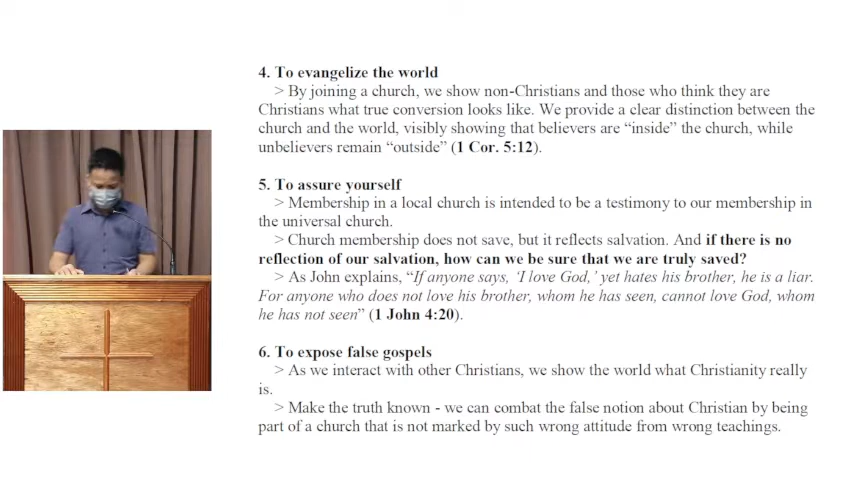 4. To evangelize the world
> By joining a church, we show non-Christians and those who think they are
Christians what true conversion looks like. We provide a clear distinction between the
church and the world, visibly showing that believers are “inside” the church, while
unbelievers remain “outside” (1 Cor. 5:12).
5. To assure yourself
> Membership in a local church is intended to be a testimony to our membership in
the universal church.
> Church membership does not save, but it reflects salvation. And if there is no
reflection of our salvation, how can we be sure that we are truly saved?
> As John explains, “If anyone says, ‘I love God,’ yet hates his brother, he is a liar.
For anyone who does not love his brother, whom he has seen, cannot love God, whom
he has not seen” (1 John 4:20).
6. To expose false gospels
> As we interact with other Christians, we show the world what Christianity really
is.
> Make the truth known - we can combat the false notion about Christian by being
part of a church that is not marked by such wrong attitude from wrong teachings.